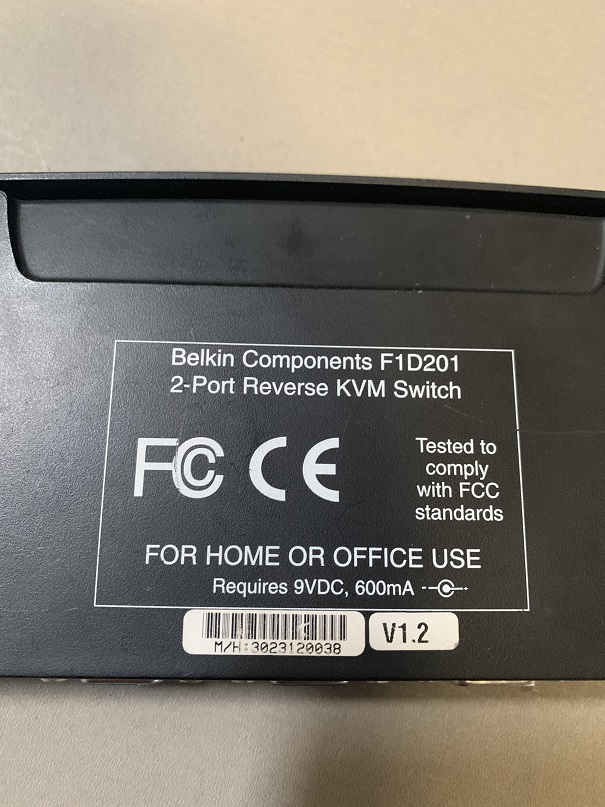 Belkin Components F1D201
2-Port Reverse KVM Switch
FC CE
Tested to
comply
with FCC
standards
FOR HOME OR OFFICE USE
Requires 9VDC, 600mA
M/H:3023120038
V1.2